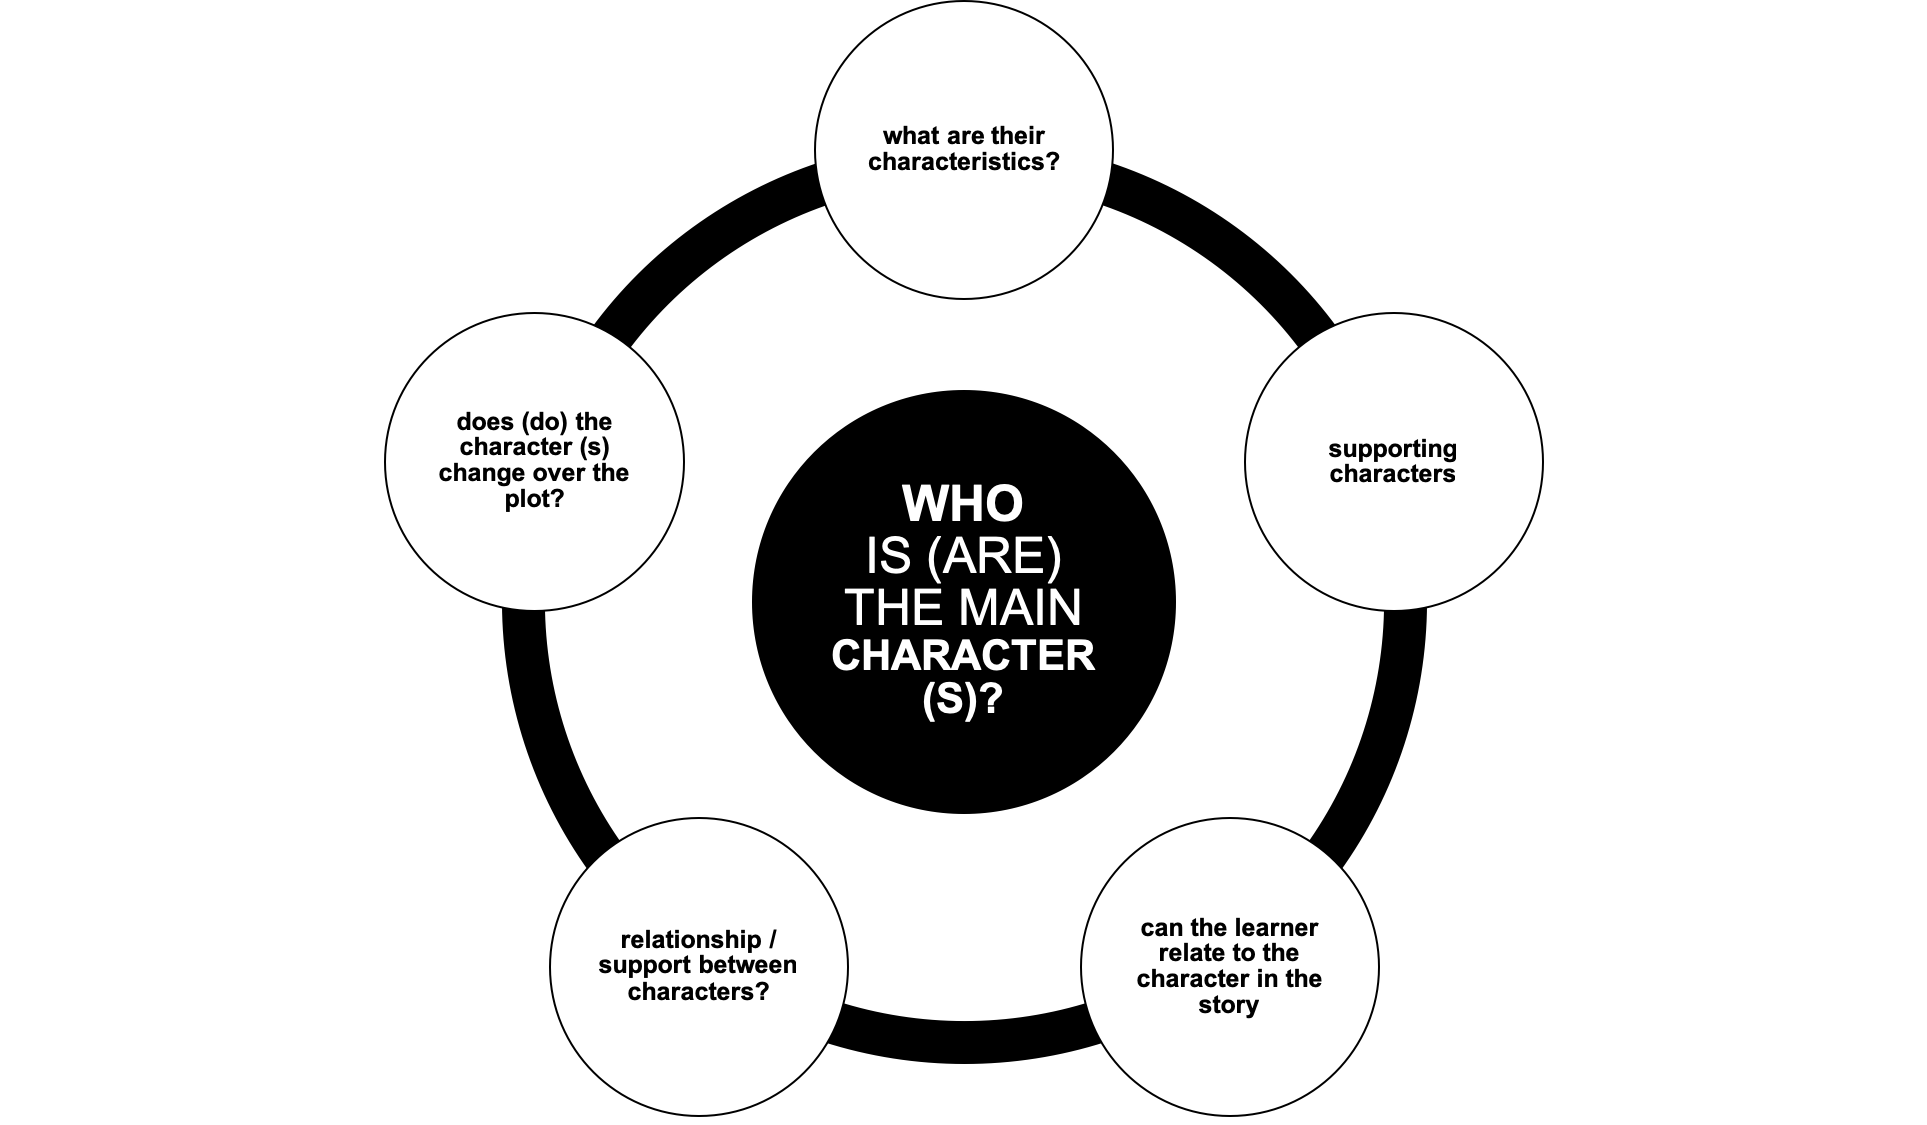 what are their
characteristics?
supporting
characters
can the learner
relate to the
character in the
story
relationship /
support between
characters?
does (do) the
character (s)
change over the
plot?
WHO
IS (ARE)
THE MAIN
CHARACTER
(S)?